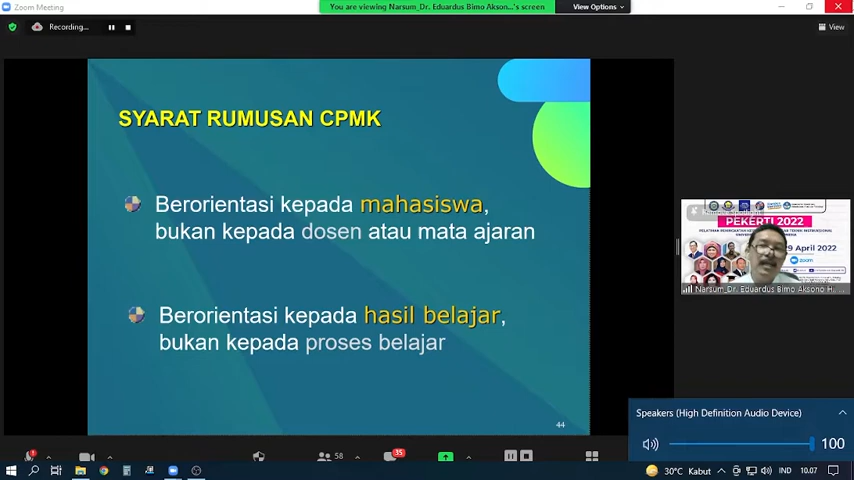 Zoom Meeting
You are viewing Narsum_Dr. Eduardus Bimo Akson...'s screen
View Options
Recording...
View
SYARAT RUMUSAN CPMK
Berorientasi kepada mahasiswa,
bukan kepada dosen atau mata ajaran
Berorientasi kepada hasil belajar,
bukan kepada proses belajar
44
PEKERTI 2022
29 April 2022
zoom
Narsum_Dr. Eduardus Bimo Aksono H...
Speakers (High Definition Audio Device)
100
58
35
30°C Kabut
IND
10.07